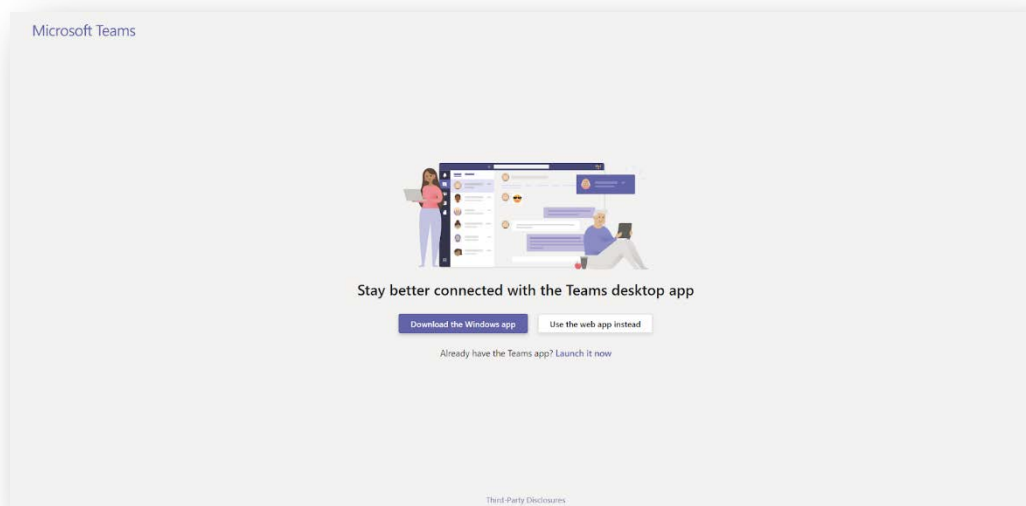 Microsoft Teams
Stay better connected with the Teams desktop app
Download the Windows app
Use the web app instead
Already have the Teams app? Launch it now
Third-Party Disclosures